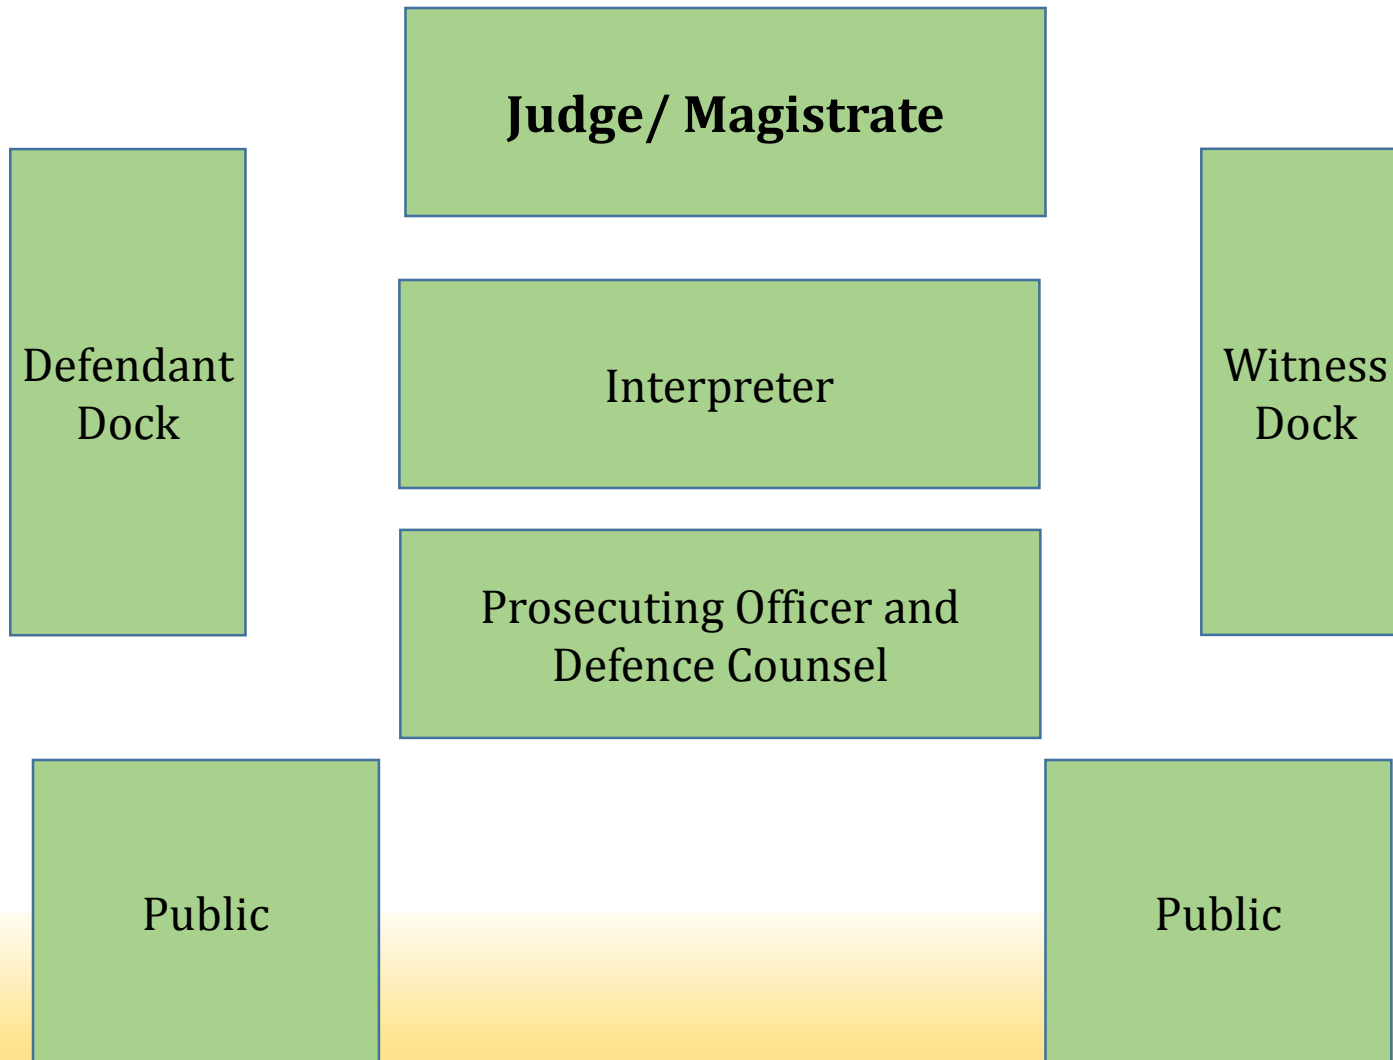 Judge/ Magistrate
Defendant
Dock
Interpreter
Witness
Dock
Prosecuting Officer and
Defence Counsel
Public
Public